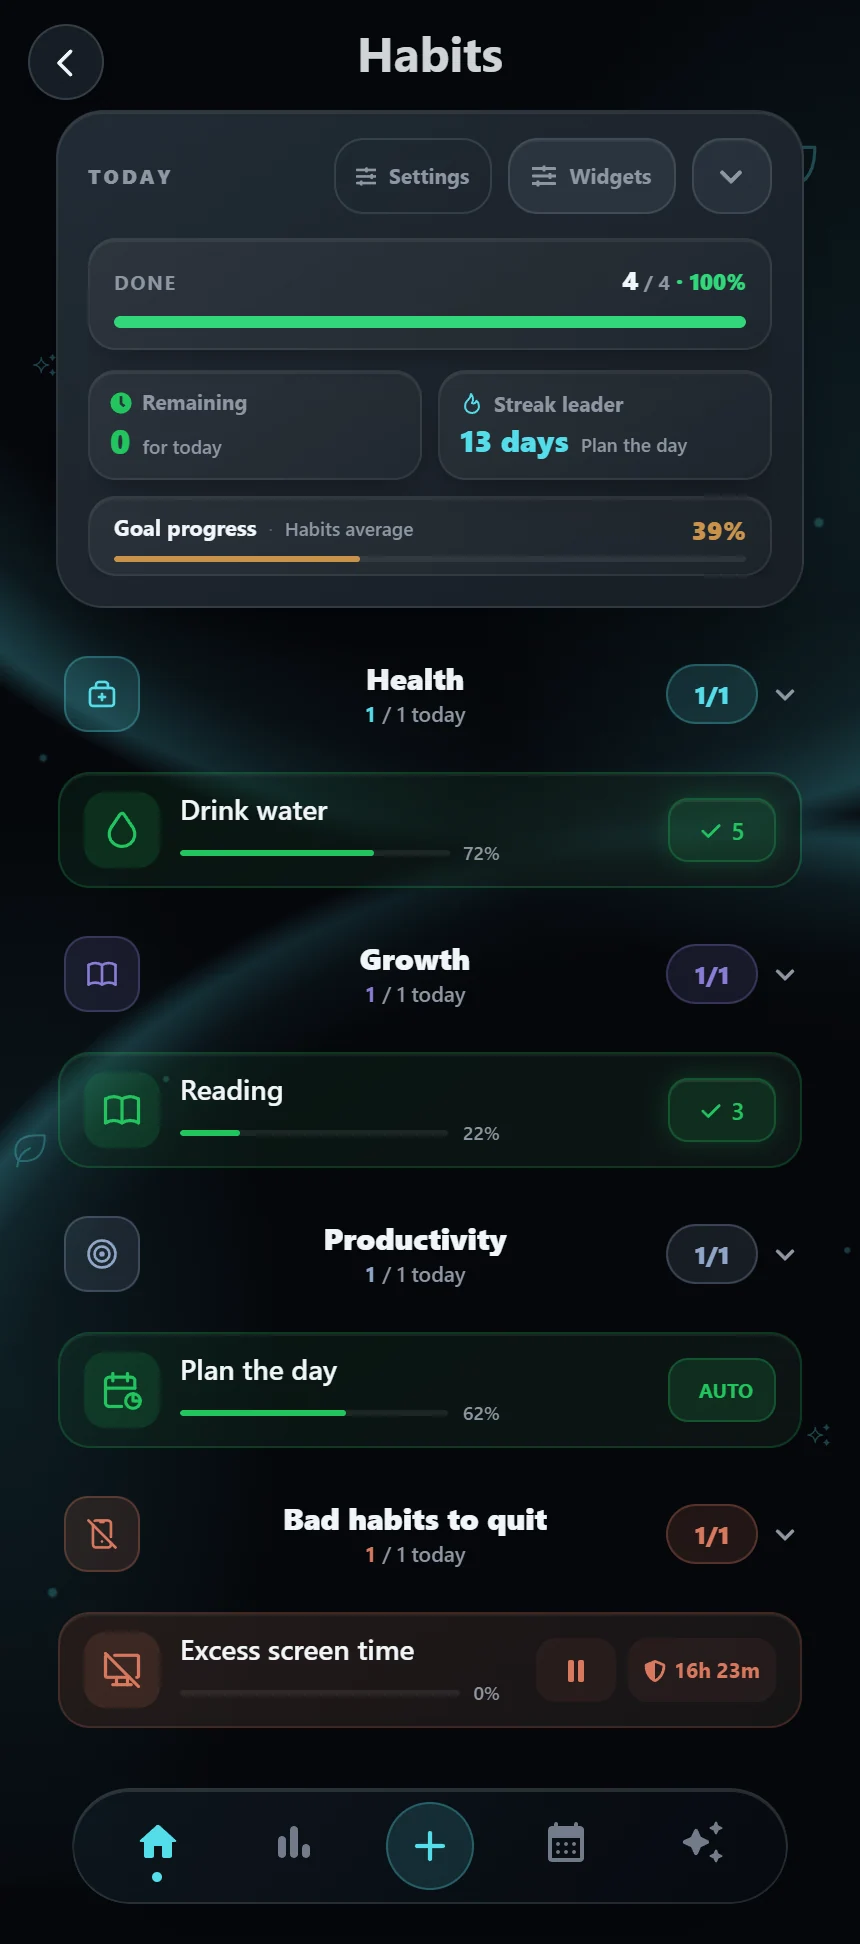 Habits
TODAY
Settings
Widgets
DONE
4 / 4 · 100%
Remaining
0 for today
Streak leader
13 days Plan the day
Goal progress · Habits average
39%
Health
1 / 1 today
1/1
Drink water
72%
5
Growth
1 / 1 today
1/1
Reading
22%
3
Productivity
1 / 1 today
1/1
Plan the day
62%
AUTO
Bad habits to quit
1 / 1 today
1/1
Excess screen time
0%
16h 23m